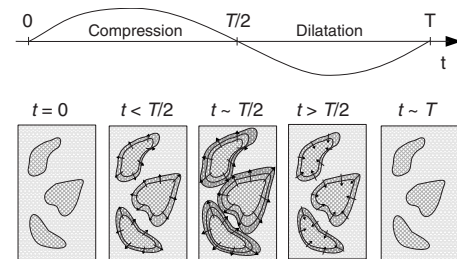 0 T/2 T
Compression Dilatation
t
t = 0 t < T/2 t ~ T/2 t > T/2 t ~ T